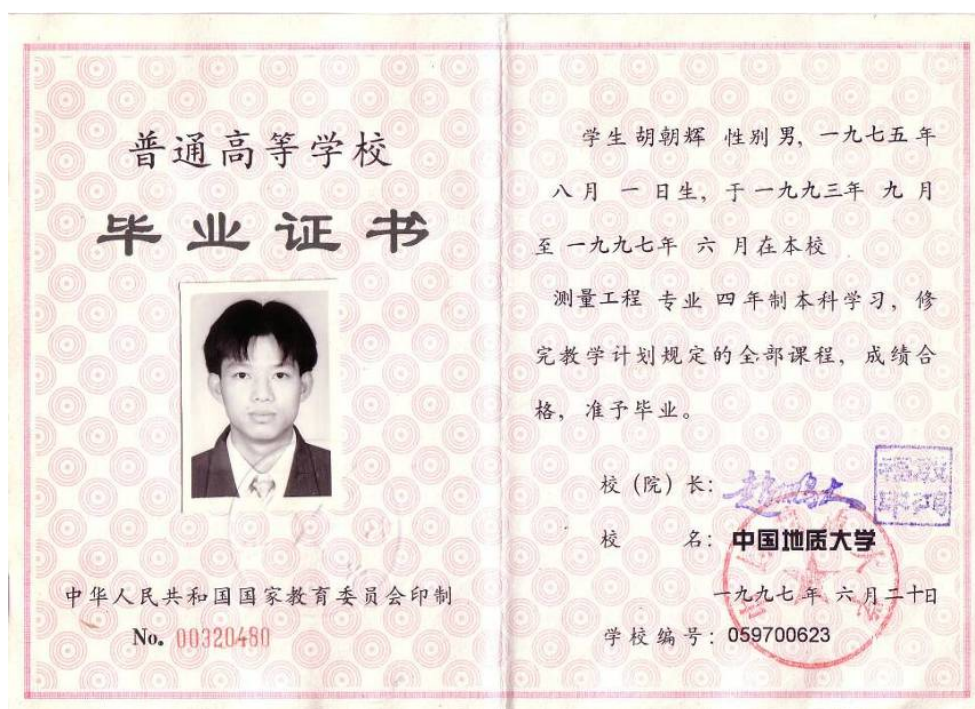 普通高等学校
毕业证书
中华人民共和国国家教育委员会印制
No. 00320480
学生 胡朝辉 性别 男, 一九七五年
八月 一 日生, 于 一九九三年 九 月
至 一九九七年 六 月在本校
测量工程 专业 四 年制本科学习, 修
完教学计划规定的全部课程, 成绩合
格, 准予毕业。
校 (院) 长:
校 名: 中国地质大学
一九九七 年 六 月二十日
学校编号: 059700623